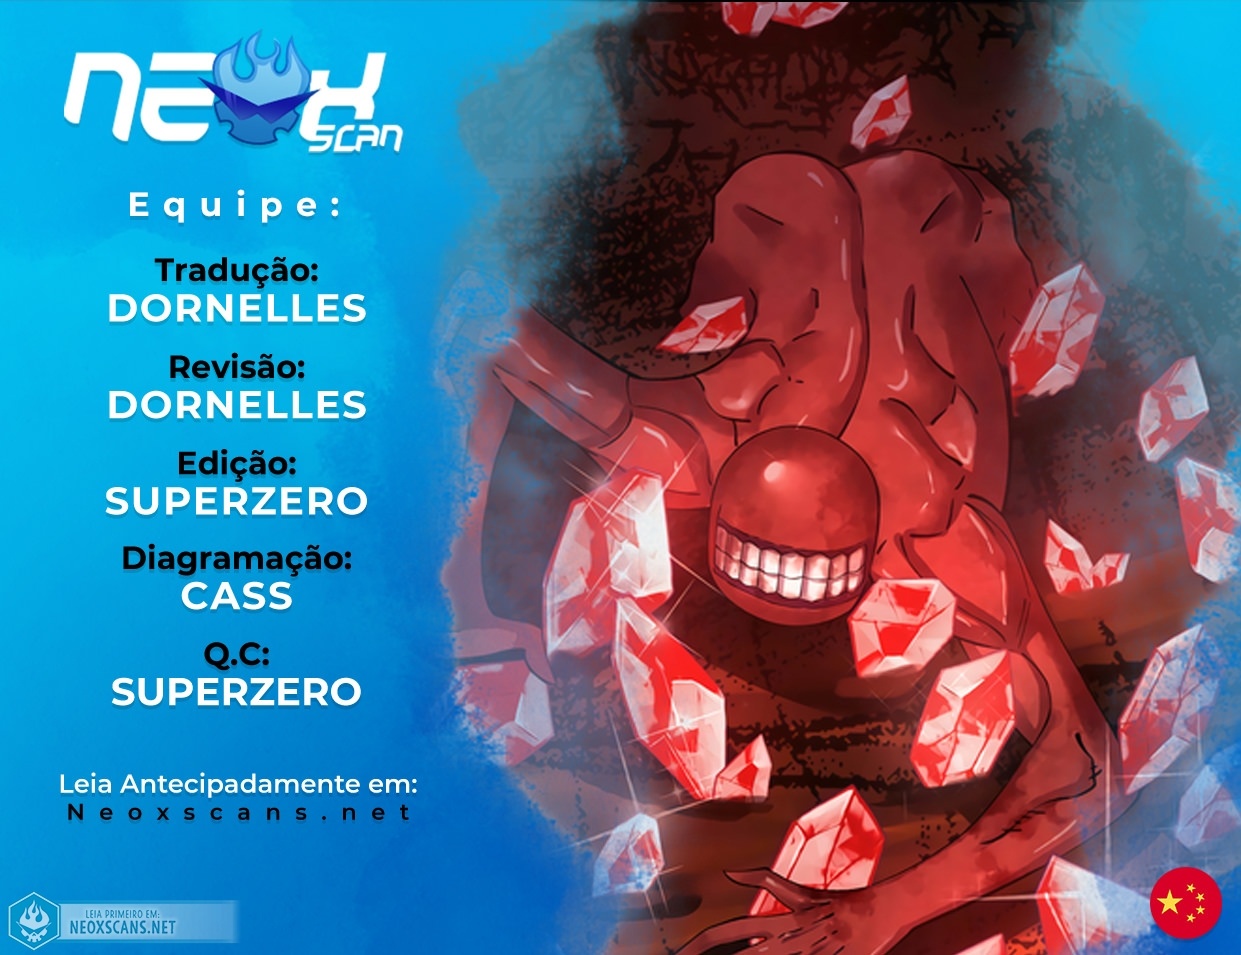 NEOX
SCAN
Equipe:
Tradução:
DORNELLES
Revisão:
DORNELLES
Edição:
SUPERZERO
Diagramação:
CASS
Q.C:
SUPERZERO
Leia Antecipadamente em:
Neoxscans.net
LEIA PRIMEIRO EM:
NEOXSCANS.NET